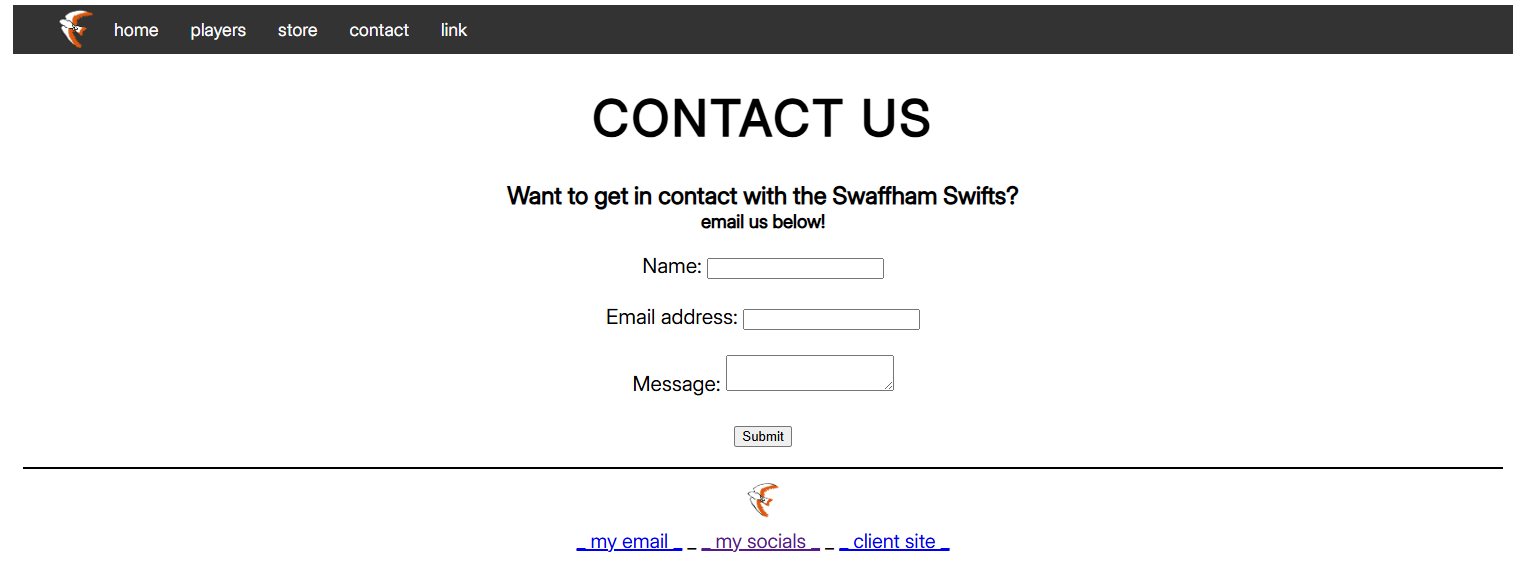 home players store contact link
CONTACT US
Want to get in contact with the Swaffham Swifts?
email us below!
Name:
Email address:
Message:
Submit
_ my email _ _ _ my socials _ _ _ client site _